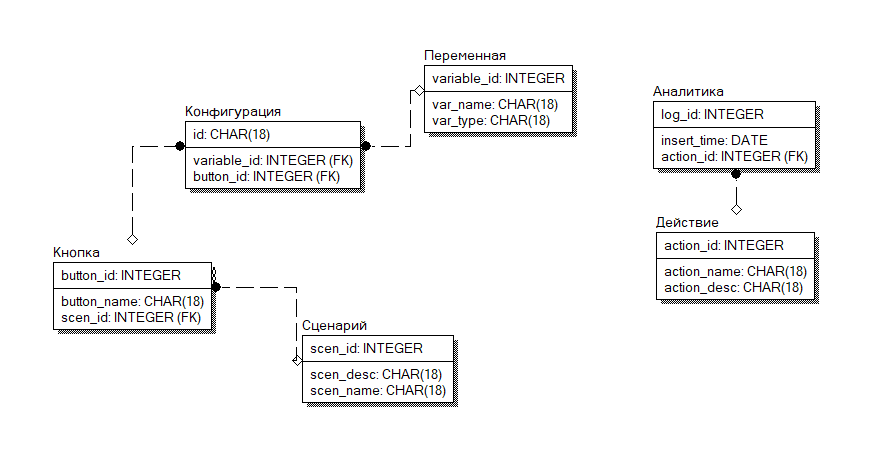 Переменная
variable_id: INTEGER
var_name: CHAR(18)
var_type: CHAR(18)
Конфигурация
id: CHAR(18)
variable_id: INTEGER (FK)
button_id: INTEGER (FK)
Аналитика
log_id: INTEGER
insert_time: DATE
action_id: INTEGER (FK)
Действие
action_id: INTEGER
action_name: CHAR(18)
action_desc: CHAR(18)
Кнопка
button_id: INTEGER
button_name: CHAR(18)
scen_id: INTEGER (FK)
Сценарий
scen_id: INTEGER
scen_desc: CHAR(18)
scen_name: CHAR(18)